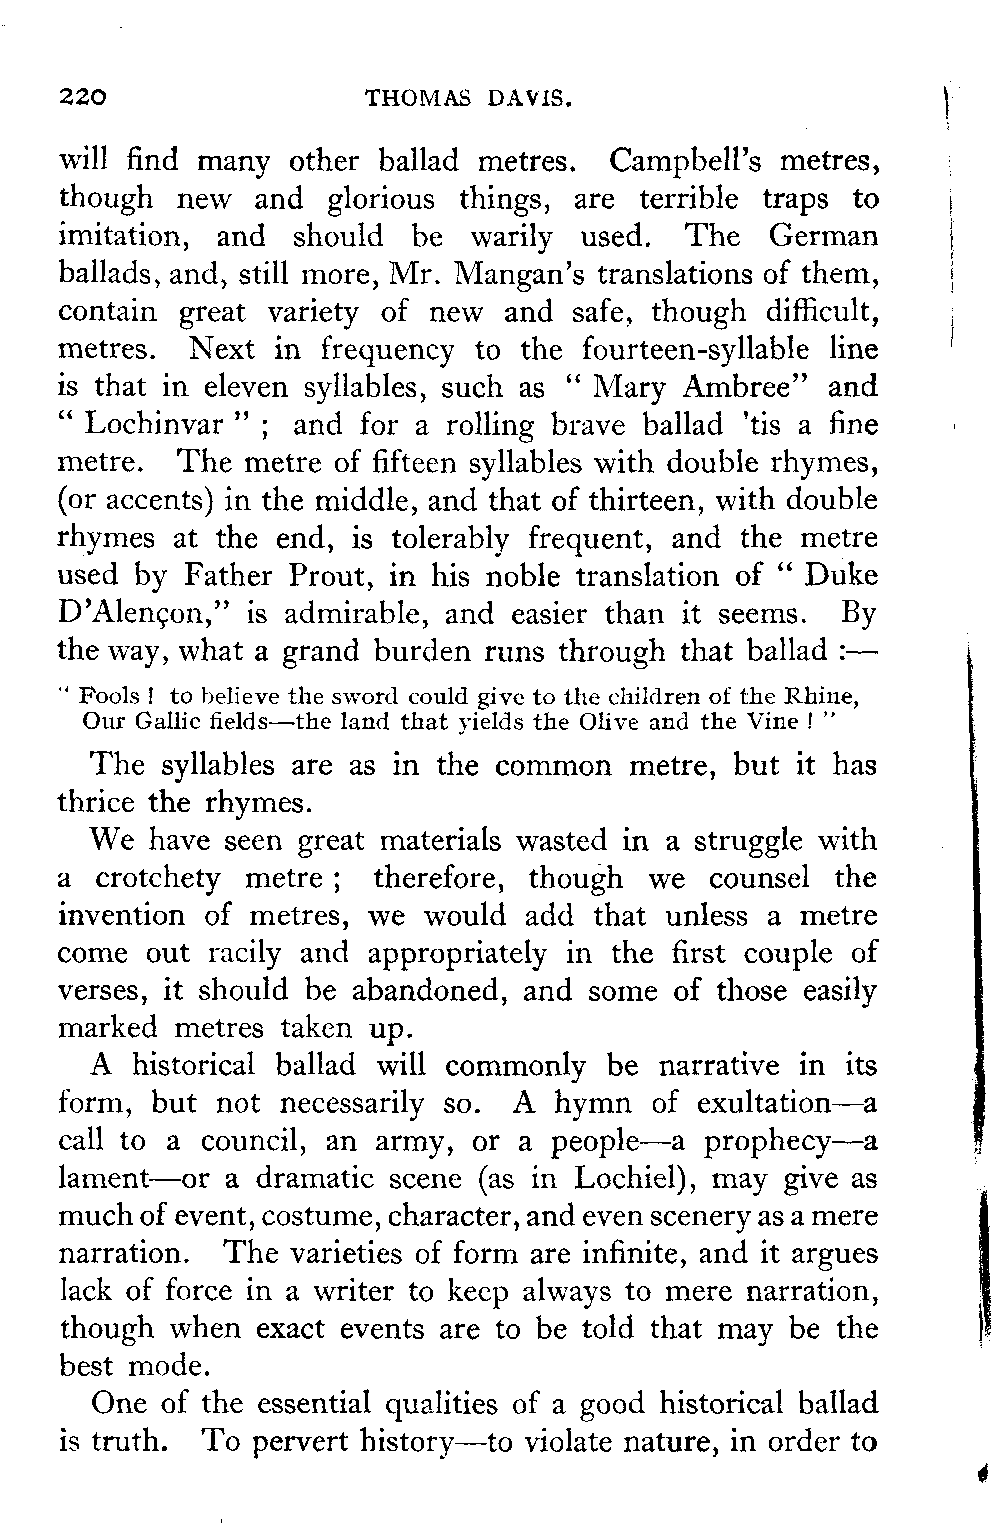 220 THOMAS DAVIS.
will find many other ballad metres. Campbell's metres,
though new and glorious things, are terrible traps to
imitation, and should be warily used. The German
ballads, and, still more, Mr. Mangan's translations of them,
contain great variety of new and safe, though difficult,
metres. Next in frequency to the fourteen-syllable line
is that in eleven syllables, such as “ Mary Ambree” and
“ Lochinvar ” ; and for a rolling brave ballad 'tis a fine
metre. The metre of fifteen syllables with double rhymes,
(or accents) in the middle, and that of thirteen, with double
rhymes at the end, is tolerably frequent, and the metre
used by Father Prout, in his noble translation of “ Duke
D'Alençon,” is admirable, and easier than it seems. By
the way, what a grand burden runs through that ballad :—
“ Fools ! to believe the sword could give to the children of the Rhine,
Our Gallic fields—the land that yields the Olive and the Vine ! ”
The syllables are as in the common metre, but it has
thrice the rhymes.
We have seen great materials wasted in a struggle with
a crotchety metre ; therefore, though we counsel the
invention of metres, we would add that unless a metre
come out racily and appropriately in the first couple of
verses, it should be abandoned, and some of those easily
marked metres taken up.
A historical ballad will commonly be narrative in its
form, but not necessarily so. A hymn of exultation—a
call to a council, an army, or a people—a prophecy—a
lament—or a dramatic scene (as in Lochiel), may give as
much of event, costume, character, and even scenery as a mere
narration. The varieties of form are infinite, and it argues
lack of force in a writer to keep always to mere narration,
though when exact events are to be told that may be the
best mode.
One of the essential qualities of a good historical ballad
is truth. To pervert history—to violate nature, in order to